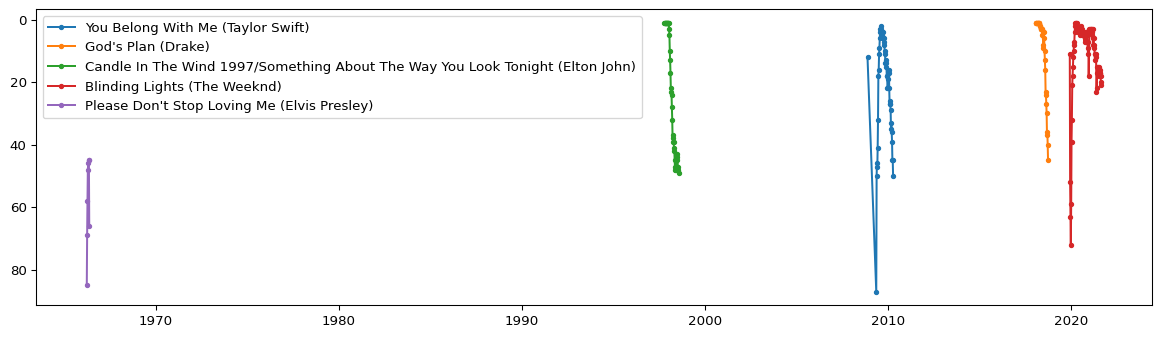 0
20
40
60
80
You Belong With Me (Taylor Swift)
God's Plan (Drake)
Candle In The Wind 1997/Something About The Way You Look Tonight (Elton John)
Blinding Lights (The Weeknd)
Please Don't Stop Loving Me (Elvis Presley)
1970 1980 1990 2000 2010 2020